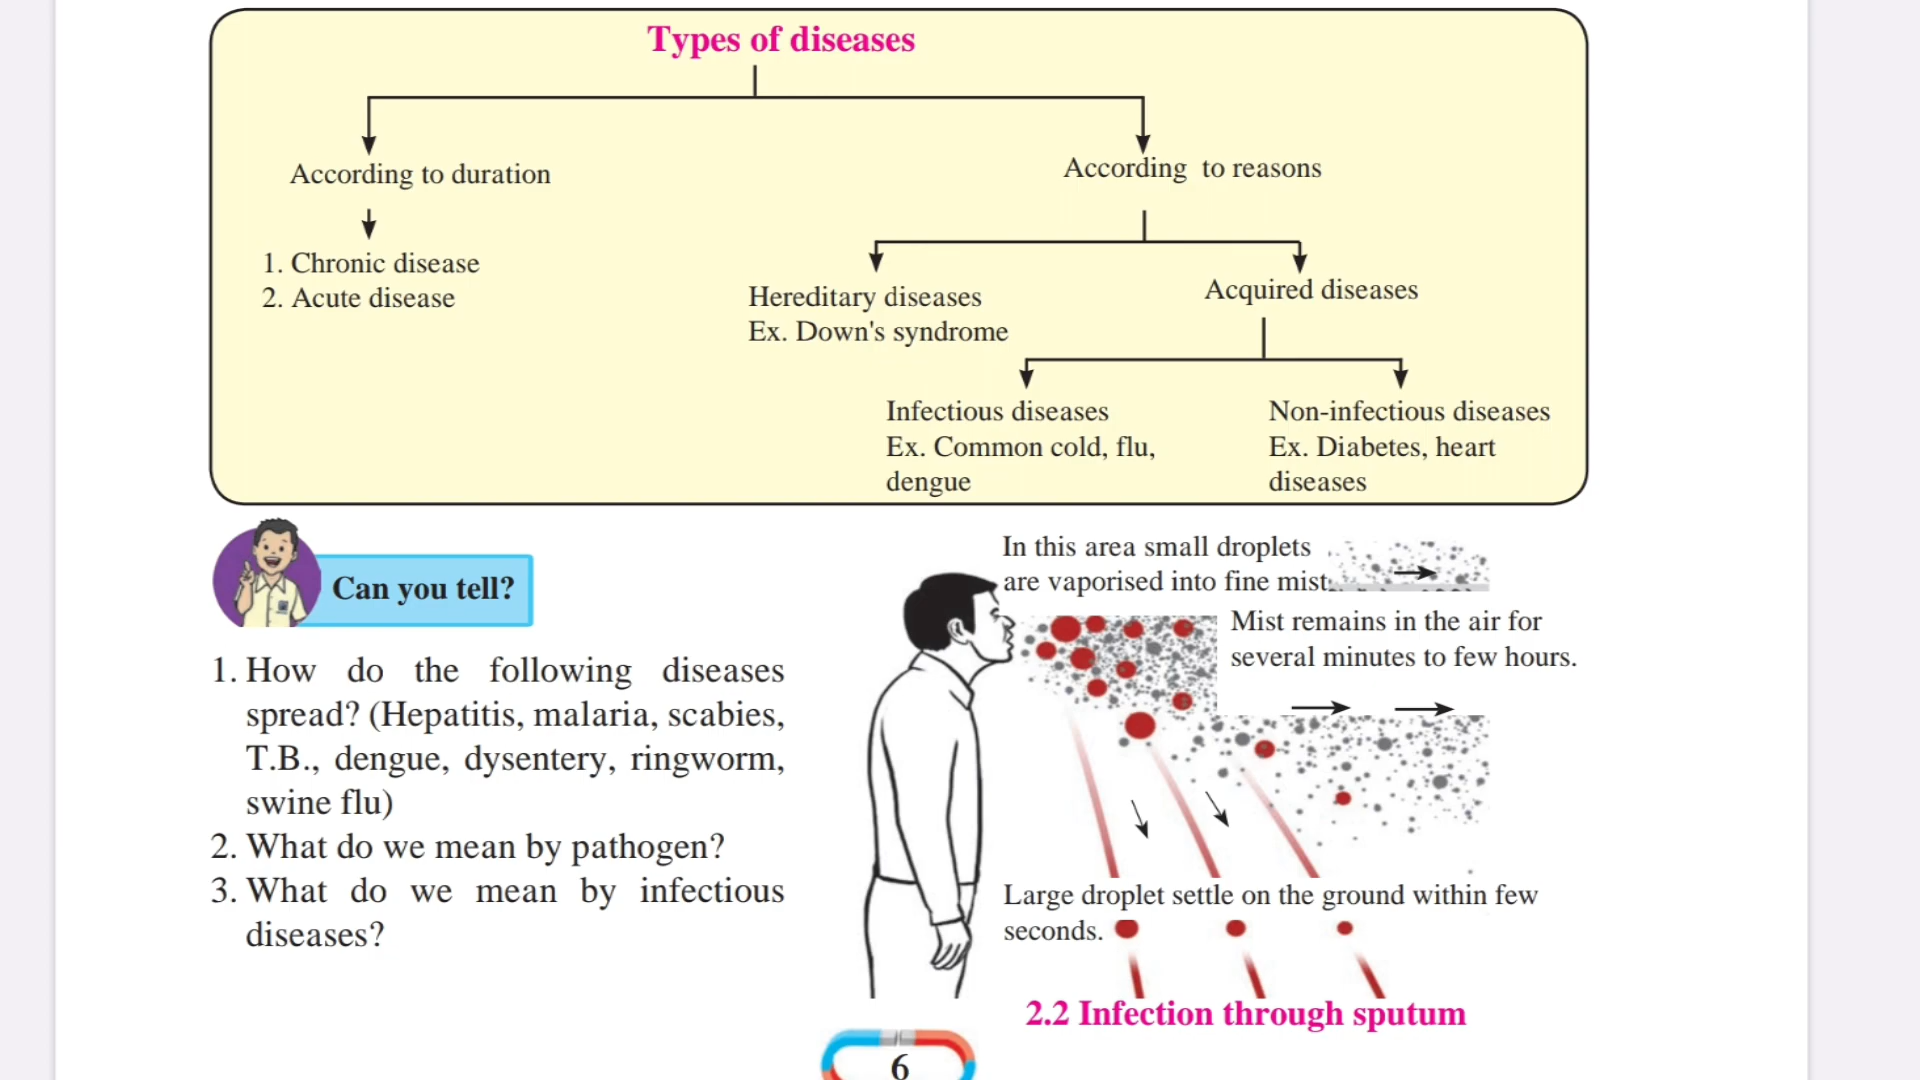 Types of diseases
According to duration
1. Chronic disease
2. Acute disease
According to reasons
Hereditary diseases
Ex. Down's syndrome
Acquired diseases
Infectious diseases
Ex. Common cold, flu,
dengue
Non-infectious diseases
Ex. Diabetes, heart
diseases
Can you tell?
1. How do the following diseases
spread? (Hepatitis, malaria, scabies,
T.B., dengue, dysentery, ringworm,
swine flu)
2. What do we mean by pathogen?
3. What do we mean by infectious
diseases?
In this area small droplets
are vaporised into fine mist.
Mist remains in the air for
several minutes to few hours.
Large droplet settle on the ground within few
seconds.
2.2 Infection through sputum
6